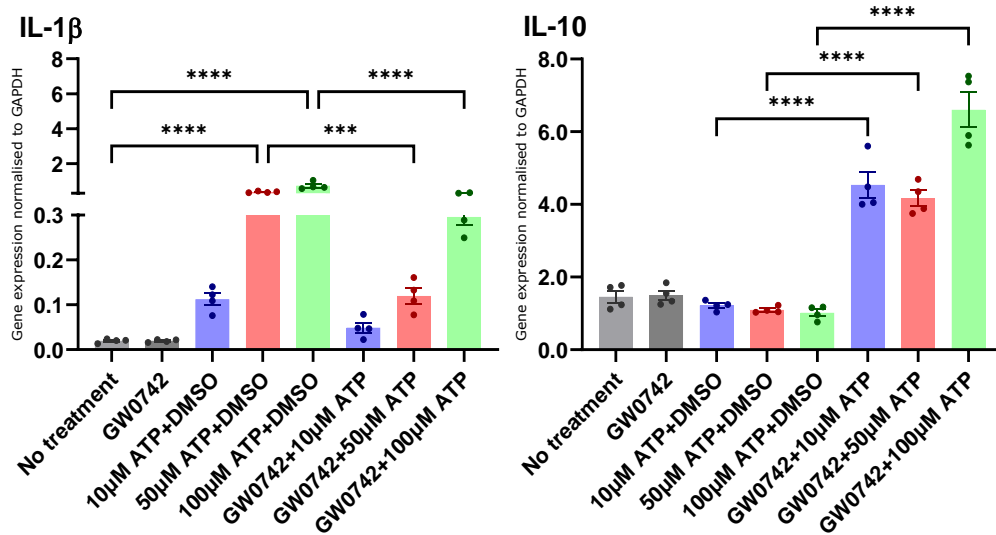 IL-1β
Gene expression normalised to GAPDH
8
6
4
2
0.3
0.2
0.1
0.0
****
****
****
***
No treatment
GW0742
10μM ATP+DMSO
50μM ATP+DMSO
100μM ATP+DMSO
GW0742+10μM ATP
GW0742+50μM ATP
GW0742+100μM ATP
IL-10
Gene expression normalised to GAPDH
8.0
6.0
4.0
2.0
0.0
****
****
****
No treatment
GW0742
10μM ATP+DMSO
50μM ATP+DMSO
100μM ATP+DMSO
GW0742+10μM ATP
GW0742+50μM ATP
GW0742+100μM ATP